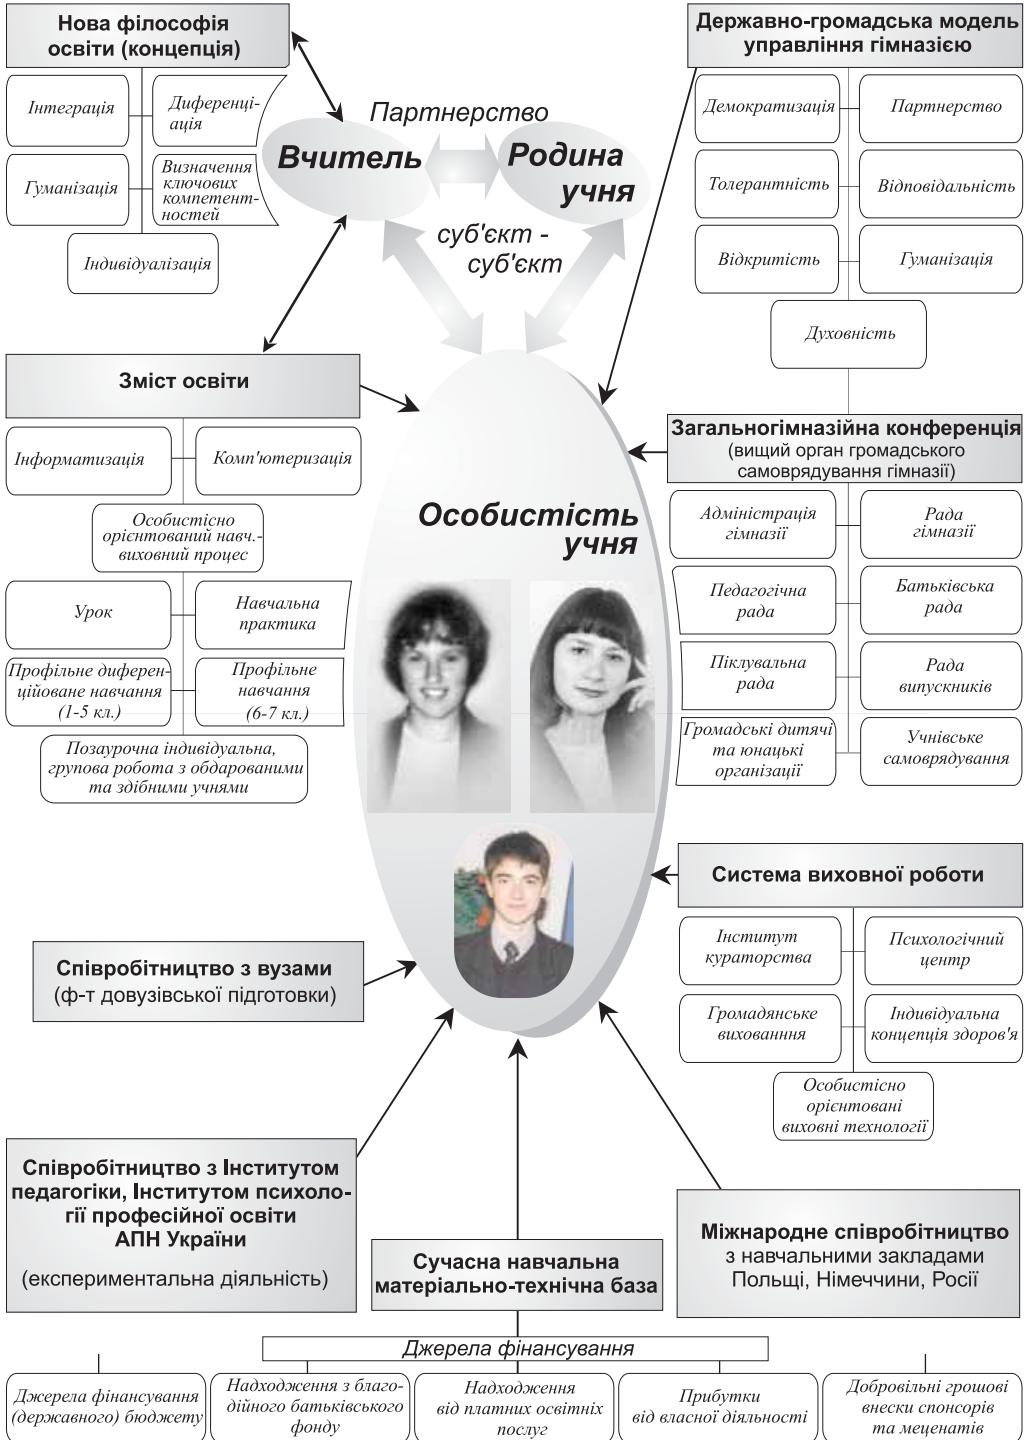 Нова філософія
освіти (концепція)
Інтеграція
Диференці-
ація
Гуманізація
Визначення
ключових
компетент-
ностей
Індивідуалізація
Партнерство
Вчитель
Родина
учня
суб'єкт -
суб'єкт
Державно-громадська модель
управління гімназією
Демократизація
Партнерство
Толерантність
Відповідальність
Відкритість
Гуманізація
Духовність
Зміст освіти
Інформатизація
Комп'ютеризація
Особистісно
орієнтований навч.-
виховний процес
Урок
Навчальна
практика
Профільне диферен-
ційоване навчання
(1-5 кл.)
Профільне
навчання
(6-7 кл.)
Позаурочна індивідуальна,
групова робота з обдарованими
та здібними учнями
Особистість
учня
Загальногімназійна конференція
(вищий орган громадського
самоврядування гімназії)
Адміністрація
гімназії
Рада
гімназії
Педагогічна
рада
Батьківська
рада
Піклувальна
рада
Рада
випускників
Громадські дитячі
та юнацькі
організації
Учнівське
самоврядування
Система виховної роботи
Інститут
кураторства
Психологічний
центр
Громадянське
вихованння
Індивідуальна
концепція здоров'я
Особистісно
орієнтовані
виховні технології
Співробітництво з вузами
(ф-т довузівської підготовки)
Співробітництво з Інститутом
педагогіки, Інститутом психоло-
гії професійної освіти
АПН України
(експериментальна діяльність)
Сучасна навчальна
матеріально-технічна база
Міжнародне співробітництво
з навчальними закладами
Польщі, Німеччини, Росії
Джерела фінансування
Джерела фінансування
(державного) бюджету
Надходження з благо-
дійного батьківського
фонду
Надходження
від платних освітніх
послуг
Прибутки
від власної діяльності
Добровільні грошові
внески спонсорів
та меценатів